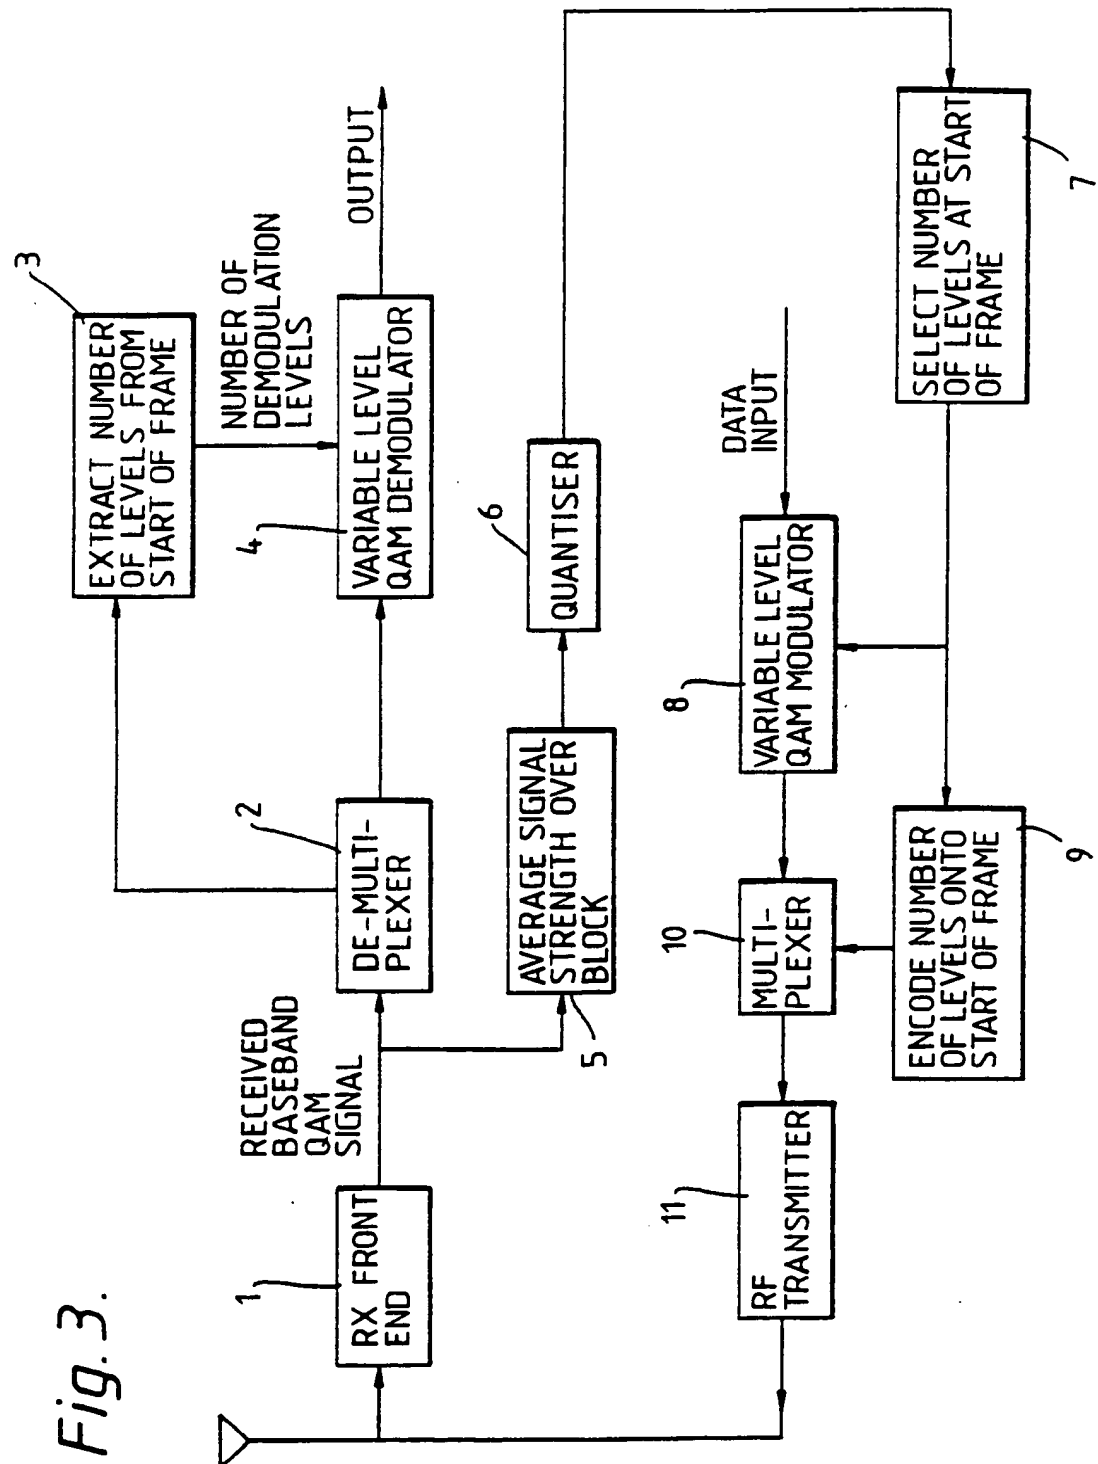 Fig. 3.
1
RX FRONT
END
RECEIVED
BASEBAND
QAM
SIGNAL
2
DE-MULTI-
PLEXER
3
EXTRACT NUMBER
OF LEVELS FROM
START OF FRAME
NUMBER OF
DEMODULATION
LEVELS
4
VARIABLE LEVEL
QAM DEMODULATOR
OUTPUT
5
AVERAGE SIGNAL
STRENGTH OVER
BLOCK
6
QUANTISER
7
SELECT NUMBER
OF LEVELS AT START
OF FRAME
DATA
INPUT
8
VARIABLE LEVEL
QAM MODULATOR
9
ENCODE NUMBER
OF LEVELS ONTO
START OF FRAME
10
MULTI-
PLEXER
11
RF
TRANSMITTER